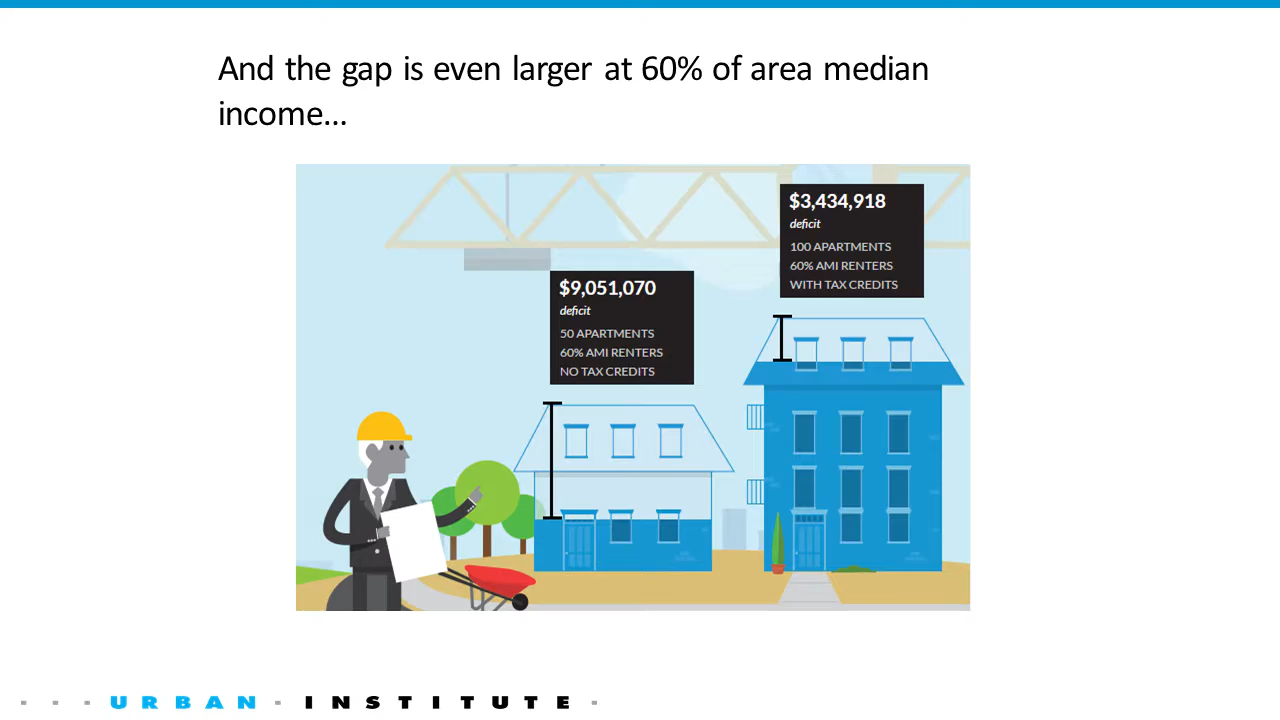 And the gap is even larger at 60% of area median
income...
$3,434,918
deficit
100 APARTMENTS
60% AMI RENTERS
WITH TAX CREDITS
$9,051,070
deficit
50 APARTMENTS
60% AMI RENTERS
NO TAX CREDITS
URBAN INSTITUTE